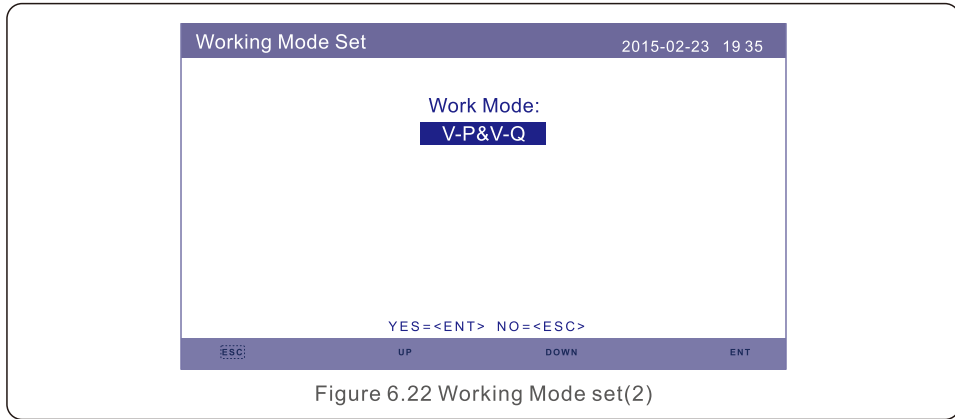 Working Mode Set 2015-02-23 19 35
Work Mode:
V-P&V-Q
YES=<ENT> NO=<ESC>
ESC UP DOWN ENT
Figure 6.22 Working Mode set(2)